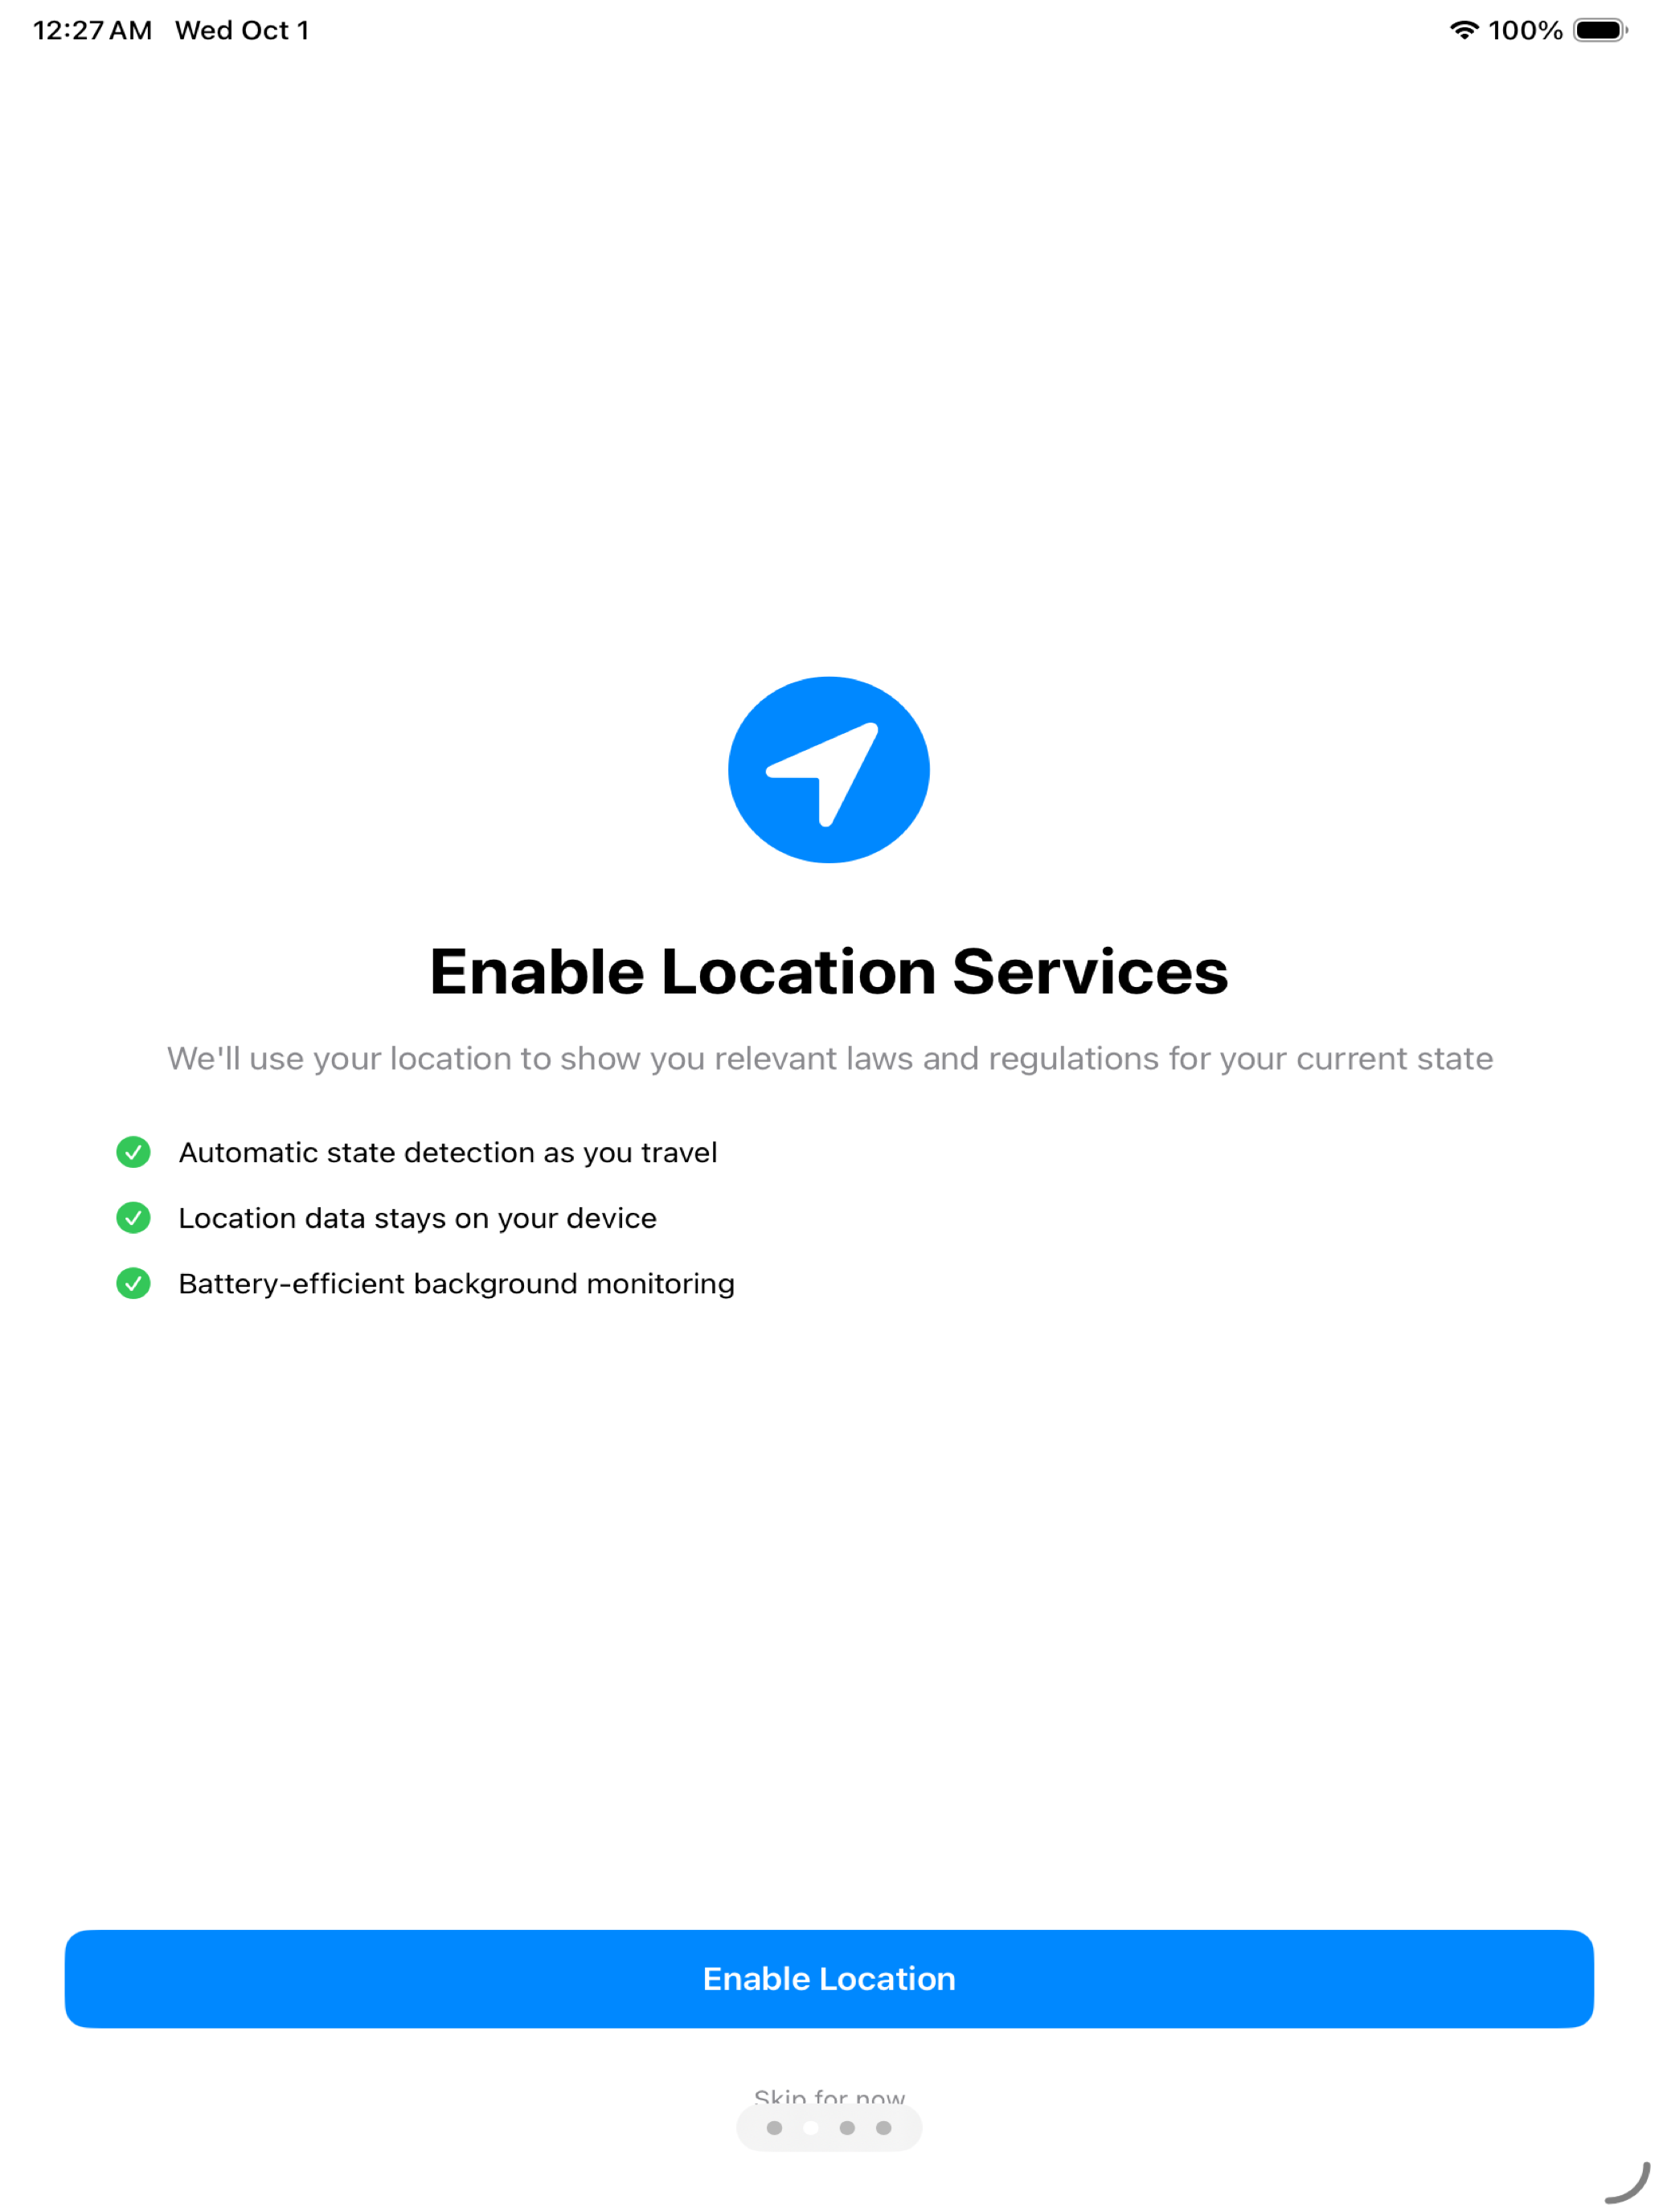 12:27 AM Wed Oct 1
100%
Enable Location Services
We'll use your location to show you relevant laws and regulations for your current state
Automatic state detection as you travel
Location data stays on your device
Battery-efficient background monitoring
Enable Location
Skip for now